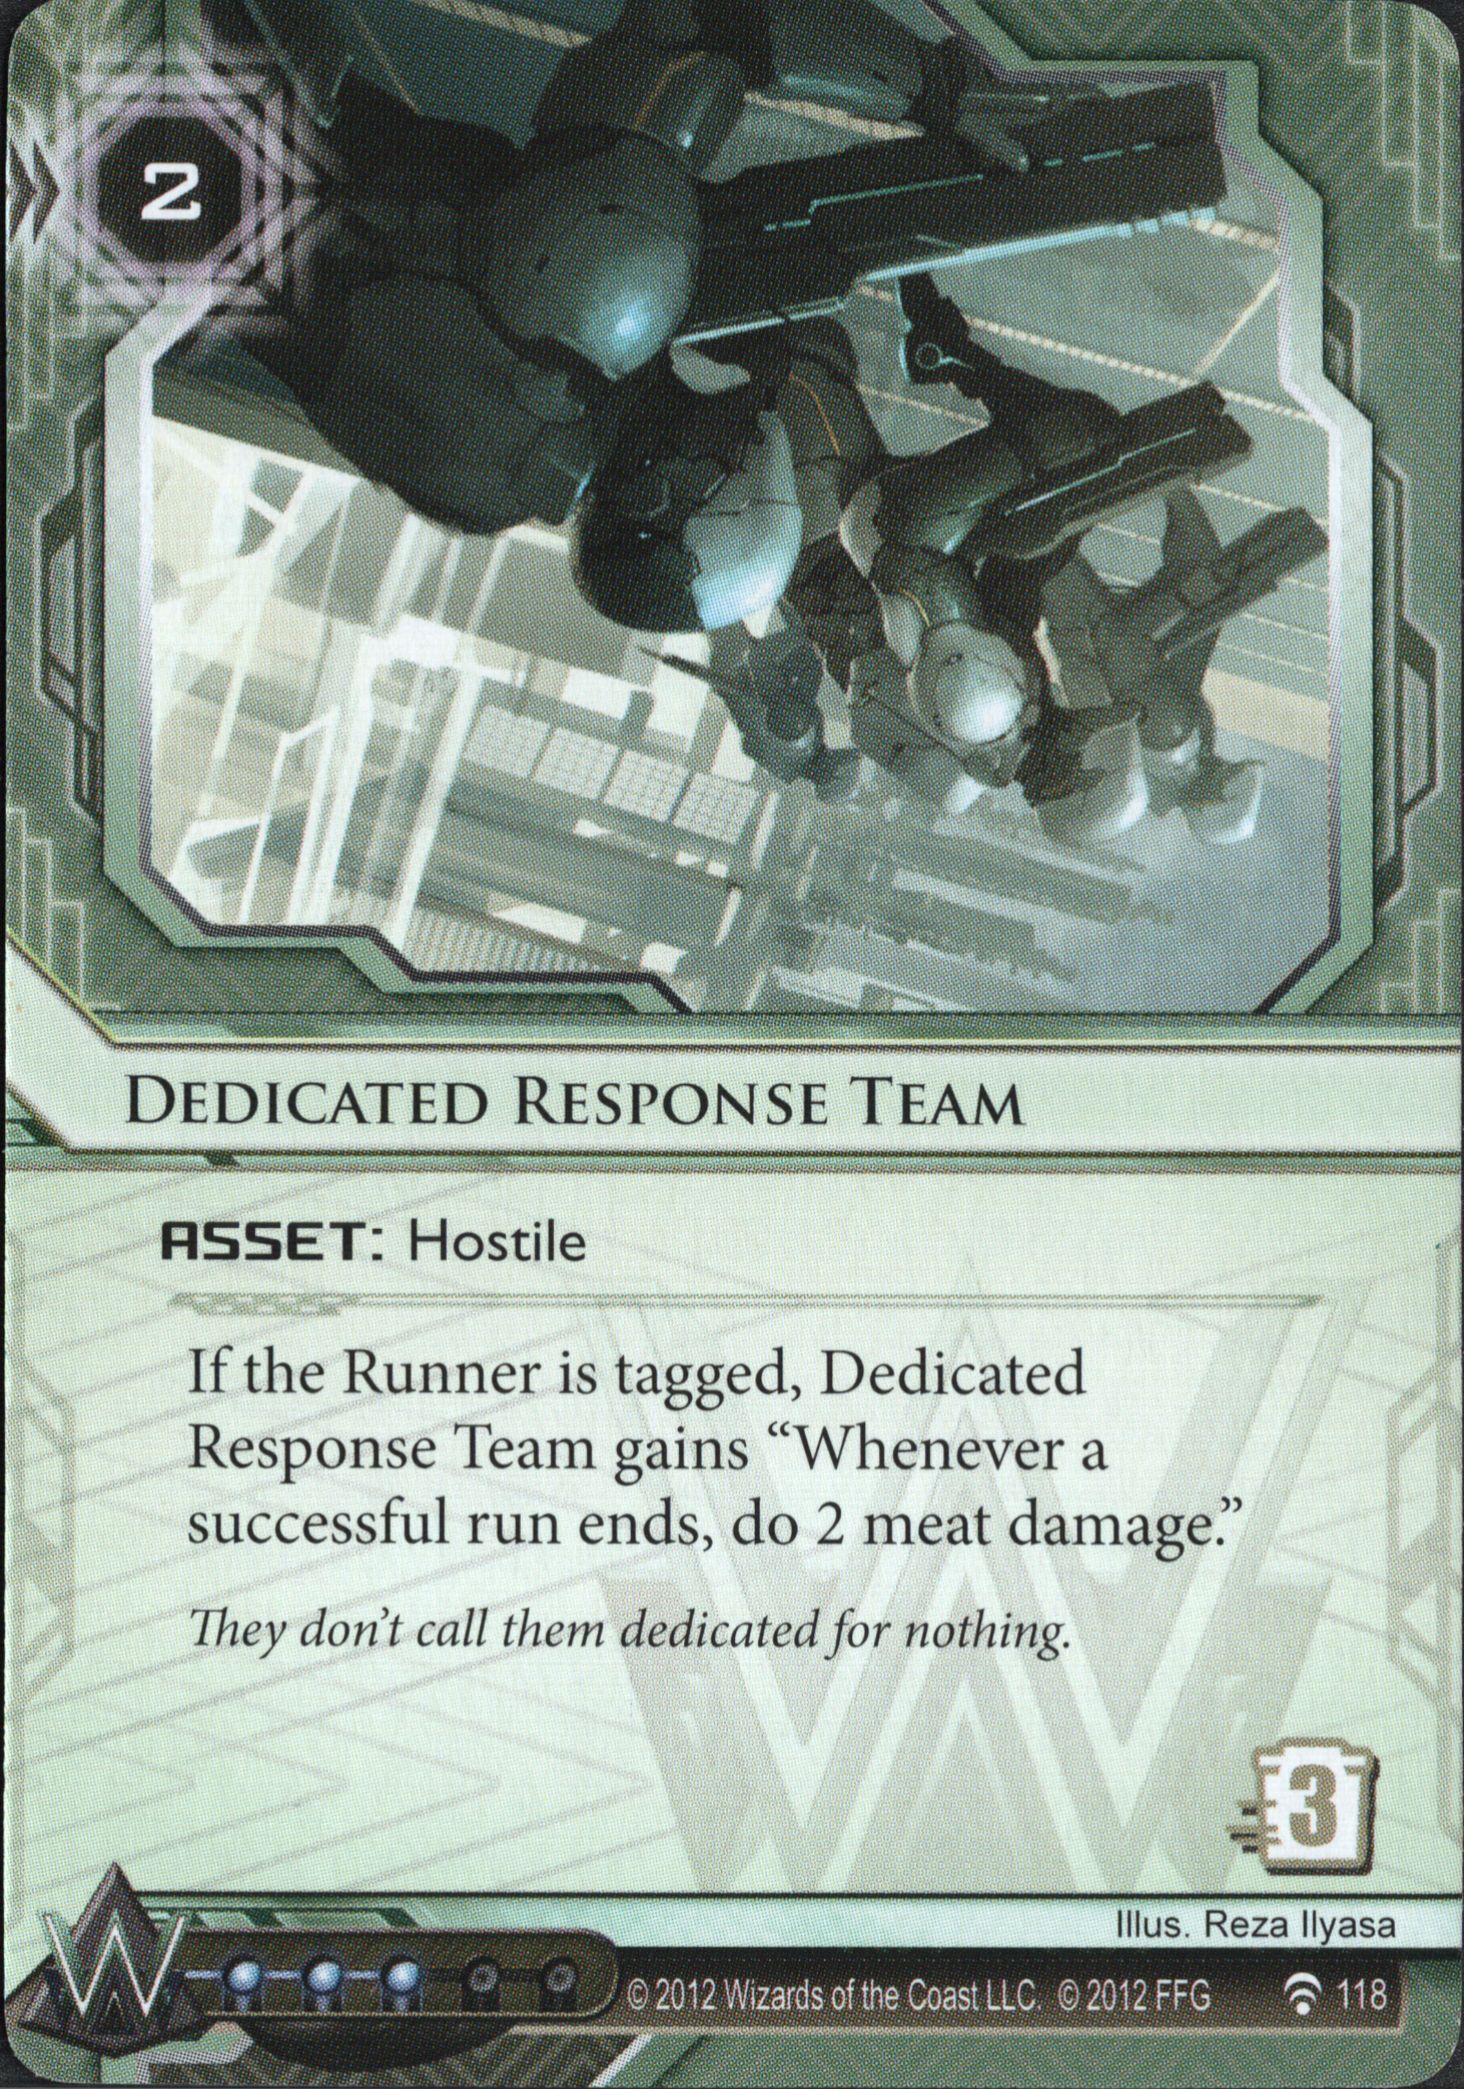 2
DEDICATED RESPONSE TEAM
ASSET: Hostile
If the Runner is tagged, Dedicated
Response Team gains “Whenever a
successful run ends, do 2 meat damage.”
They don't call them dedicated for nothing.
3
Illus. Reza Ilyasa
W
© 2012 Wizards of the Coast LLC. © 2012 FFG 118